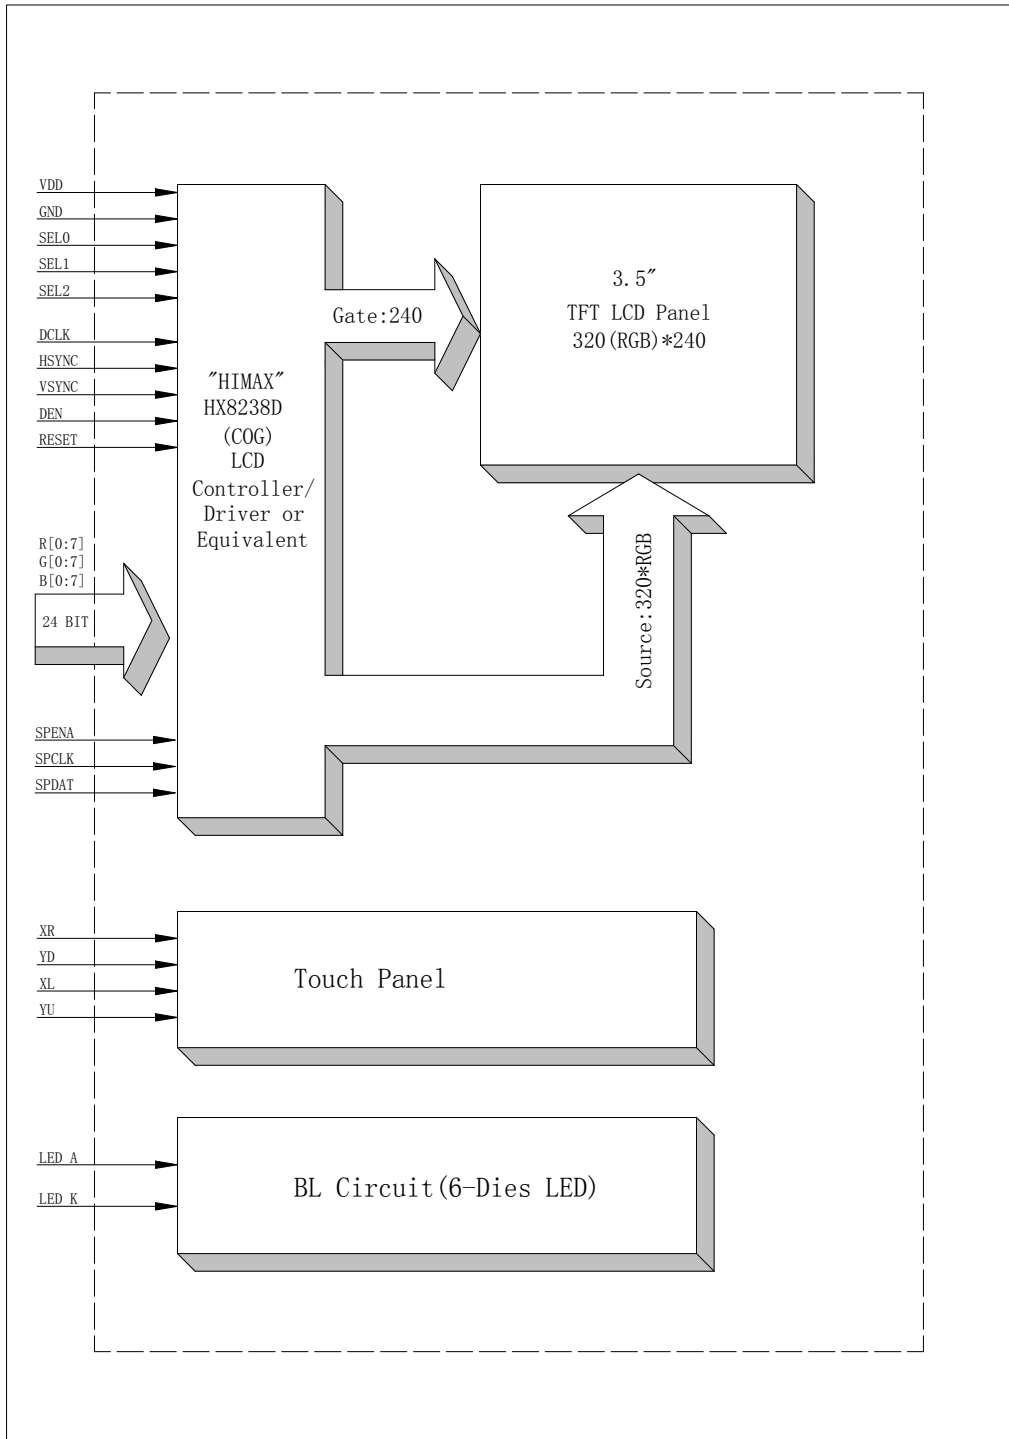 VDD
GND
SEL0
SEL1
SEL2
DCLK
HSYNC
VSYNC
DEN
RESET
R[0:7]
G[0:7]
B[0:7]
24 BIT
SPENA
SPCLK
SPDAT
"HIMAX"
HX8238D
(COG)
LCD
Controller/
Driver or
Equivalent
Gate:240
3.5"
TFT LCD Panel
320(RGB)*240
Source:320*RGB
XR
YD
XL
YU
Touch Panel
LED A
LED K
BL Circuit(6-Dies LED)